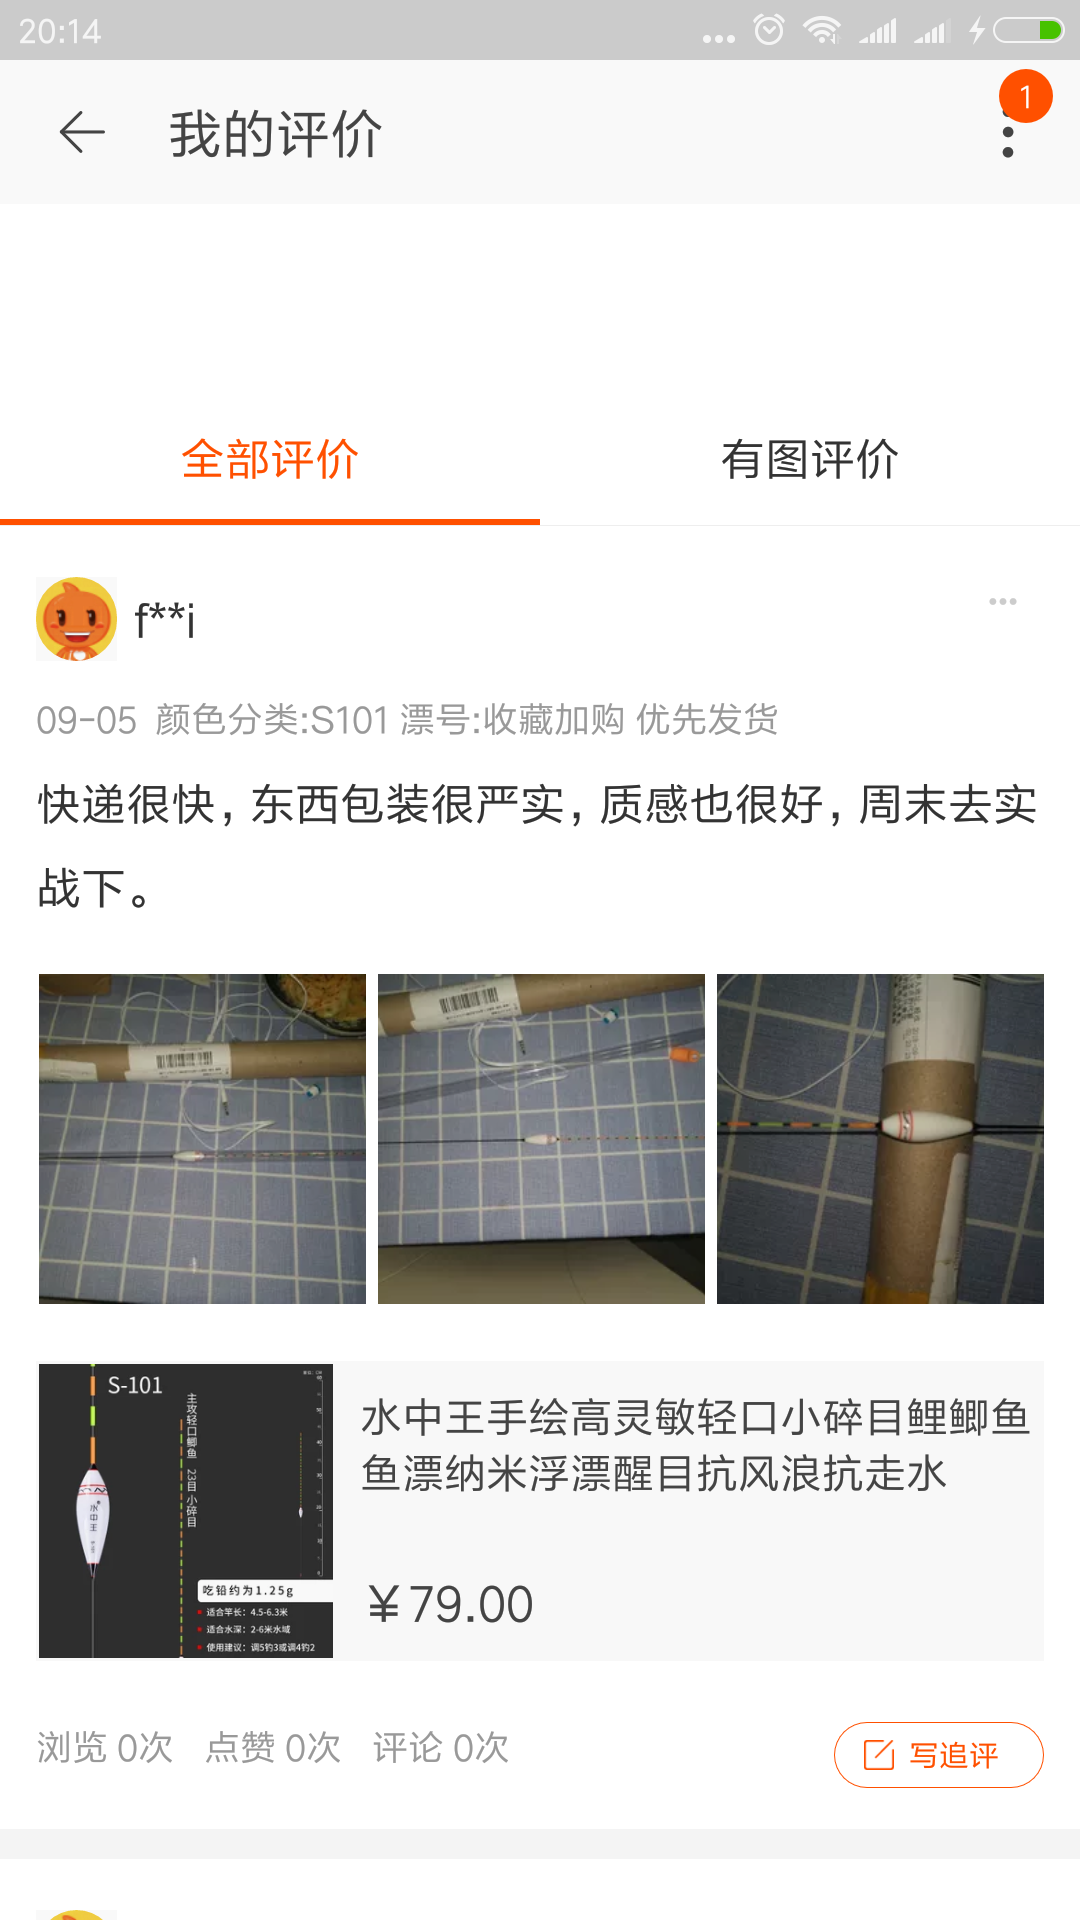 20:14
我的评价
1
全部评价
有图评价
f**i
09-05 颜色分类:S101 漂号:收藏加购 优先发货
快递很快，东西包装很严实，质感也很好，周末去实
战下。
S-101
主攻轻口鲫鱼 23目 小碎目
水中王
吃铅约为1.25g
适合竿长：4.5-6.3米
适合水深：2-6米水域
使用建议：调5钓3或调4钓2
水中王手绘高灵敏轻口小碎目鲤鲫鱼
鱼漂纳米浮漂醒目抗风浪抗走水
￥79.00
浏览 0次 点赞 0次 评论 0次
写追评